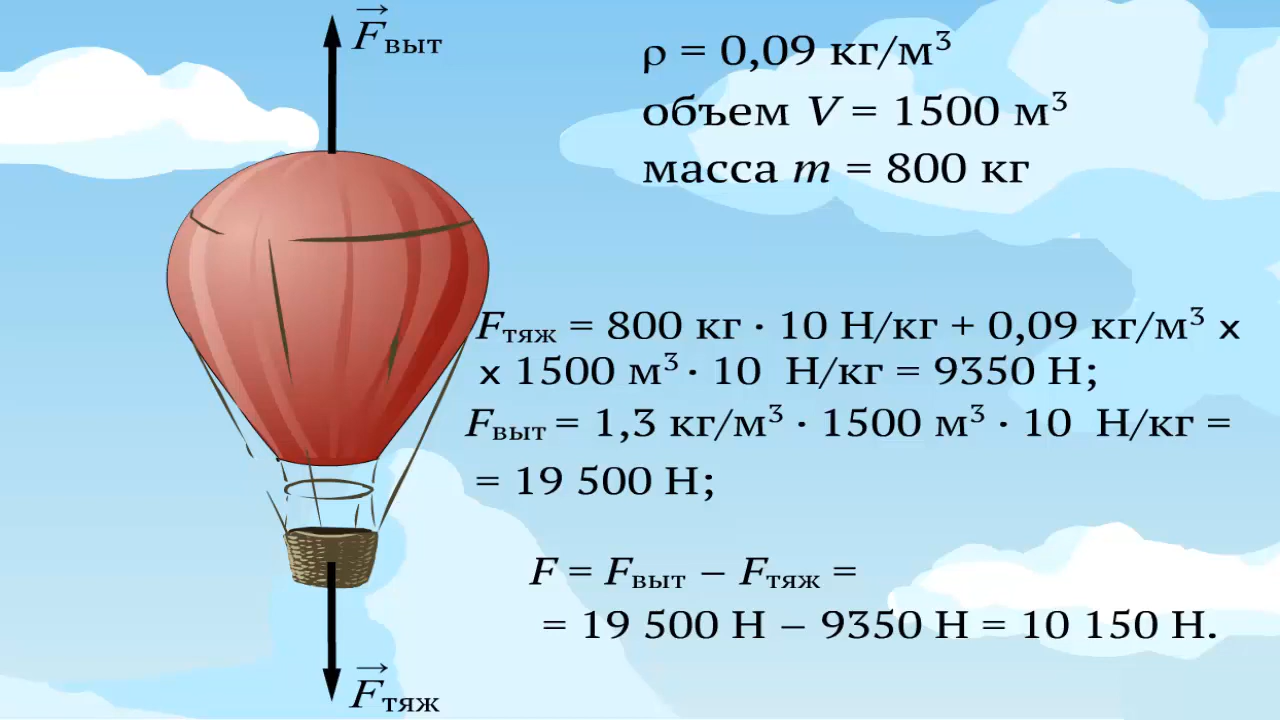 F выт
ρ = 0,09 кг/м³
объем V = 1500 м³
масса m = 800 кг
Fтяж = 800 кг · 10 Н/кг + 0,09 кг/м³ х
х 1500 м³ · 10 Н/кг = 9350 Н;
Fвыт = 1,3 кг/м³ · 1500 м³ · 10 Н/кг =
= 19 500 Н;
F = Fвыт – Fтяж =
= 19 500 Н – 9350 Н = 10 150 Н.
F тяж